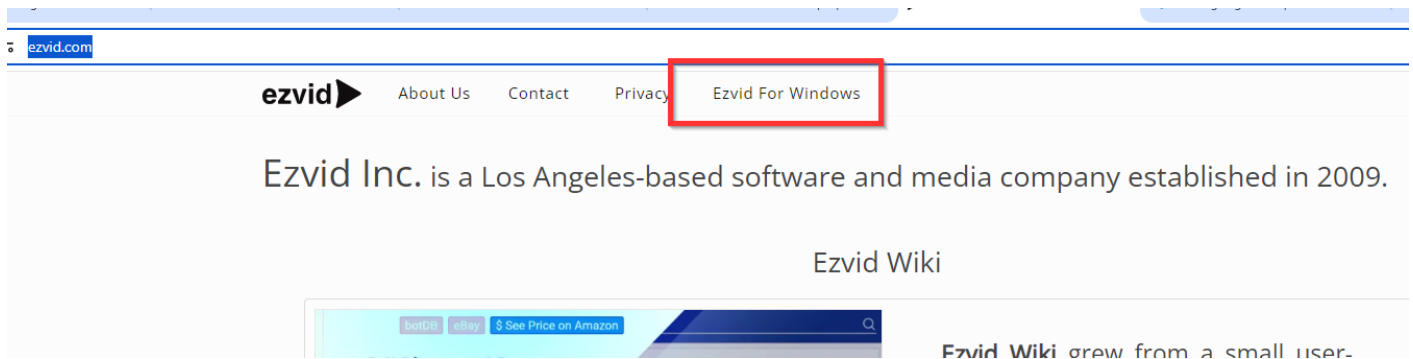 ezvid.com
ezvid About Us Contact Privacy Ezvid For Windows
Ezvid Inc. is a Los Angeles-based software and media company established in 2009.
Ezvid Wiki
botDB eBay $ See Price on Amazon
Ezvid Wiki grew from a small user-